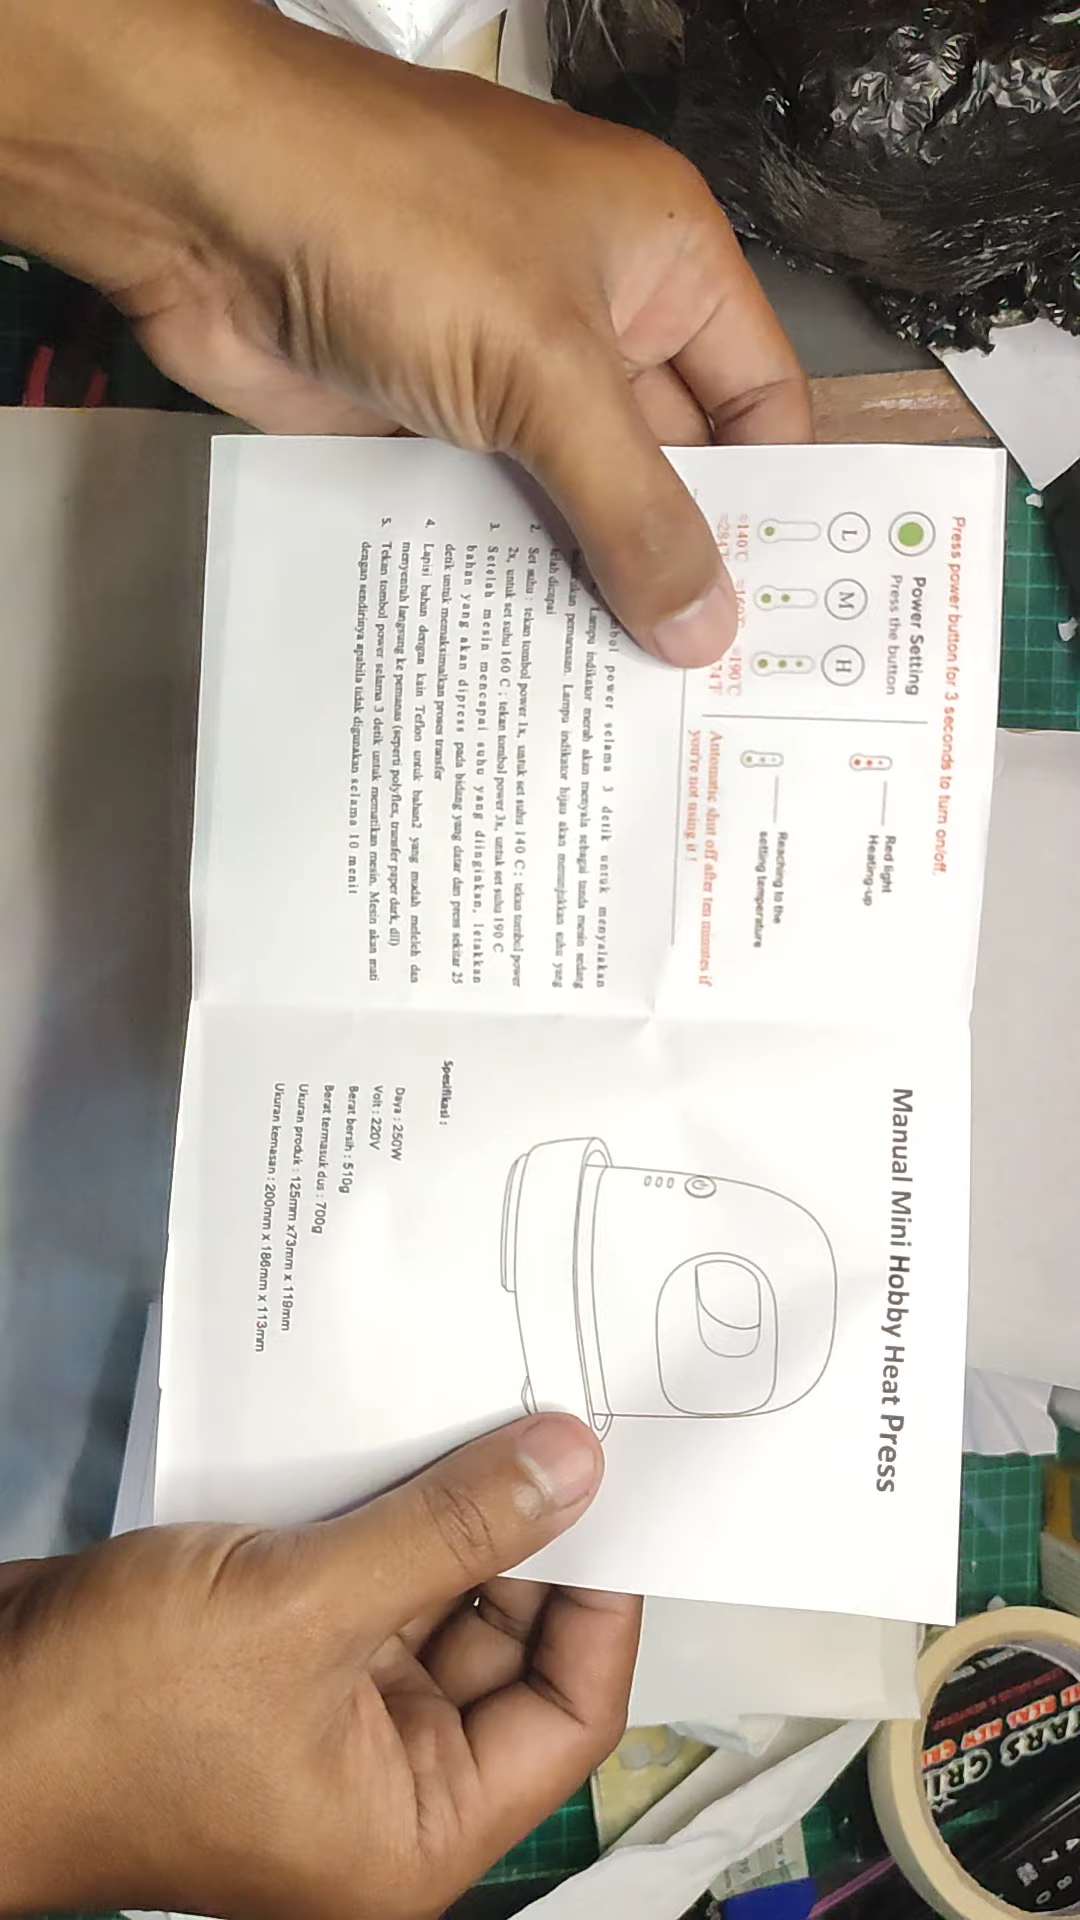 Press power button for 3 seconds to turn on/off.
Power Setting
Press the button
L M H
≈140°C ≈190°C
Red light
Heating-up
Reaching to the
setting temperature
Automatic shut off after ten minutes if
you're not using it !
power selama 3 detik untuk menyalakan
Lampu indikator merah akan menyala sebagai tanda mesin sedang
pemanasan. Lampu indikator hijau akan menunjukkan suhu yang
telah dicapai
2. Set suhu : tekan tombol power 1x, untuk set suhu 140 C ; tekan tombol power
2x, untuk set suhu 160 C ; tekan tombol power 3x, untuk set suhu 190 C
3. Setelah mesin mencapai suhu yang diinginkan, letakkan
bahan yang akan dipress pada bidang yang datar dan press sekitar 25
detik untuk memaksimalkan proses transfer
4. Lapisi bahan dengan kain Teflon untuk bahan2 yang mudah meleleh dan
menyentuh langsung ke pemanas (seperti polyflex, transfer paper dark, dll)
5. Tekan tombol power selama 3 detik untuk mematikan mesin. Mesin akan mati
dengan sendirinya apabila tidak digunakan selama 10 menit
Manual Mini Hobby Heat Press
Spesifikasi :
Daya : 250W
Volt : 220V
Berat bersih : 510g
Berat termasuk dus : 700g
Ukuran produk : 125mm x73mm x 119mm
Ukuran kemasan : 200mm x 186mm x 113mm